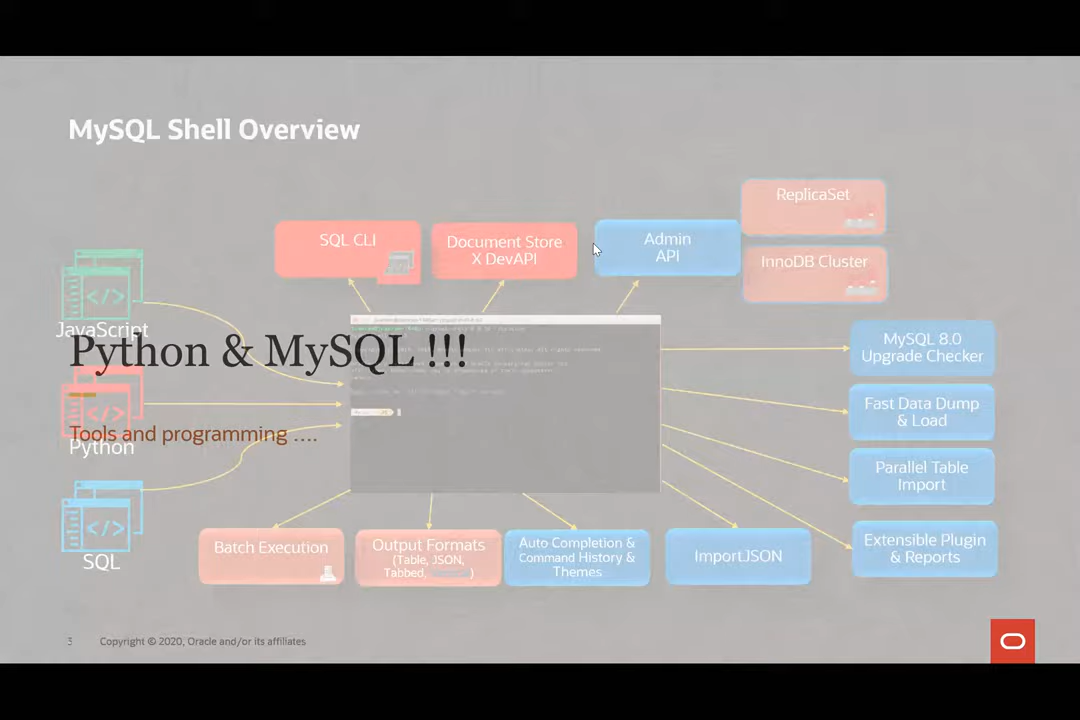 MySQL Shell Overview
ReplicaSet
SQL CLI
Document Store
X DevAPI
Admin
API
InnoDB Cluster
JavaScript
Python & MySQL !!!
MySQL 8.0
Upgrade Checker
Fast Data Dump
& Load
Tools and programming ....
Python
Parallel Table
Import
SQL
Batch Execution
Output Formats
(Table, JSON,
Tabbed,
Auto Completion &
Command History &
Themes
ImportJSON
Extensible Plugin
& Reports
3 Copyright © 2020, Oracle and/or its affiliates